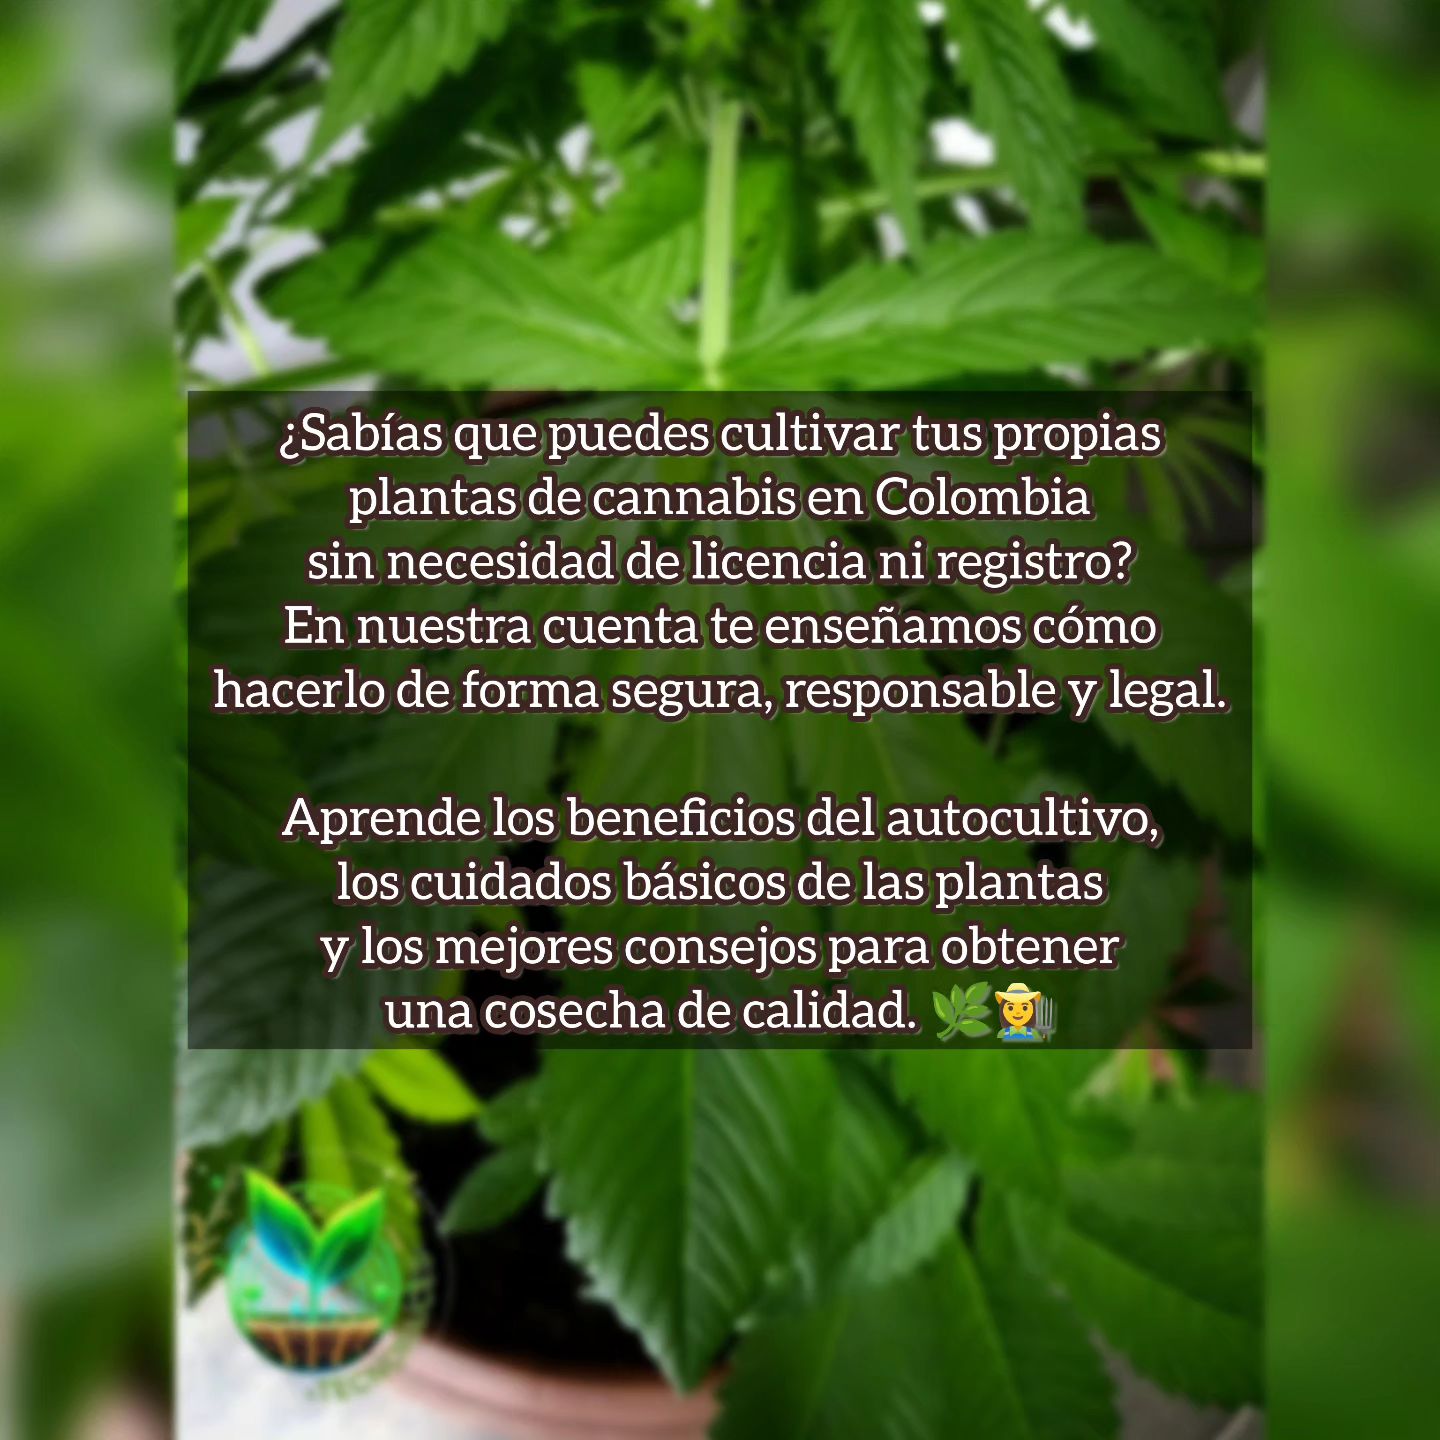 ¿Sabías que puedes cultivar tus propias
plantas de cannabis en Colombia
sin necesidad de licencia ni registro?
En nuestra cuenta te enseñamos cómo
hacerlo de forma segura, responsable y legal.
Aprende los beneficios del autocultivo,
los cuidados básicos de las plantas
y los mejores consejos para obtener
una cosecha de calidad. 🌿👩‍🌾